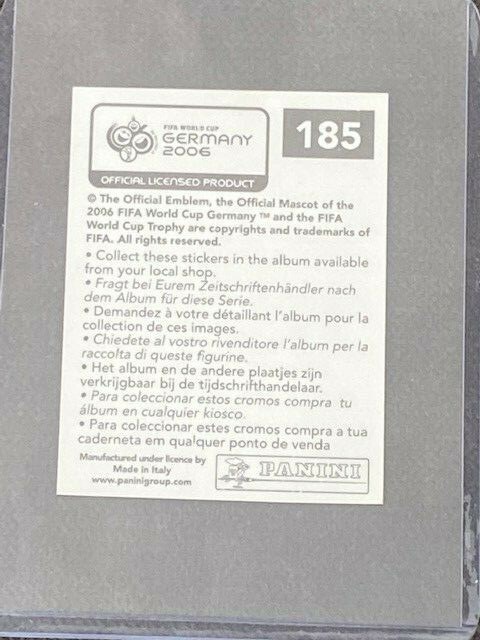 FIFA WORLD CUP
GERMANY
2006
185
OFFICIAL LICENSED PRODUCT
© The Official Emblem, the Official Mascot of the
2006 FIFA World Cup Germany ™ and the FIFA
World Cup Trophy are copyrights and trademarks of
FIFA. All rights reserved.
• Collect these stickers in the album available
from your local shop.
• Fragt bei Eurem Zeitschriftenhändler nach
dem Album für diese Serie.
• Demandez à votre détaillant l'album pour la
collection de ces images.
• Chiedete al vostro rivenditore l'album per la
raccolta di queste figurine.
• Het album en de andere plaatjes zijn
verkrijgbaar bij de tijdschrifthandelaar.
• Para coleccionar estos cromos compra tu
álbum en cualquier kiosco.
• Para coleccionar estes cromos compra a tua
caderneta em qualquer ponto de venda
Manufactured under licence by
Made in Italy
www.paninigroup.com
PANINI